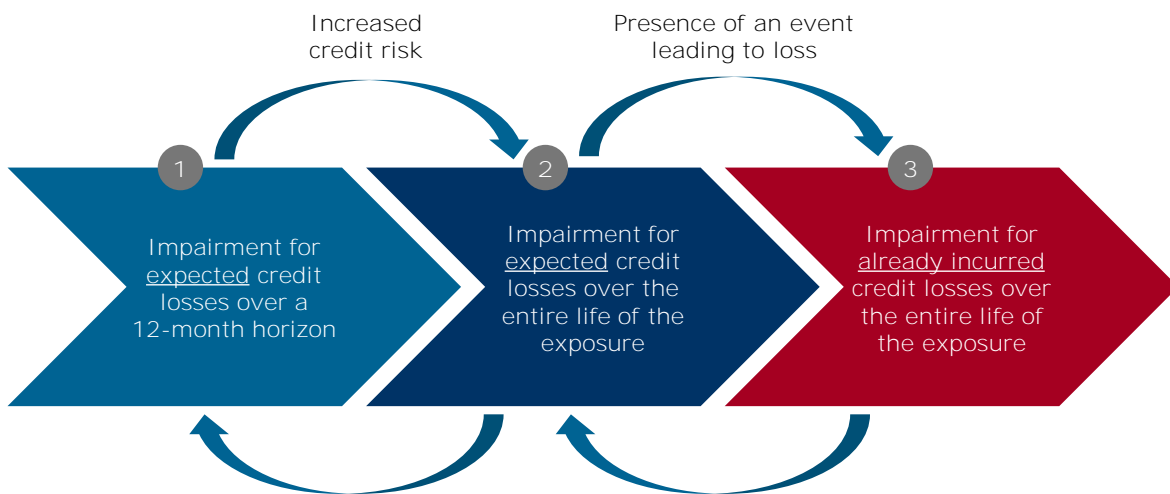 Increased
credit risk
Presence of an event
leading to loss
1
2
3
Impairment for
expected credit
losses over a
12-month horizon
Impairment for
expected credit
losses over the
entire life of the
exposure
Impairment for
already incurred
credit losses over
the entire life of
the exposure